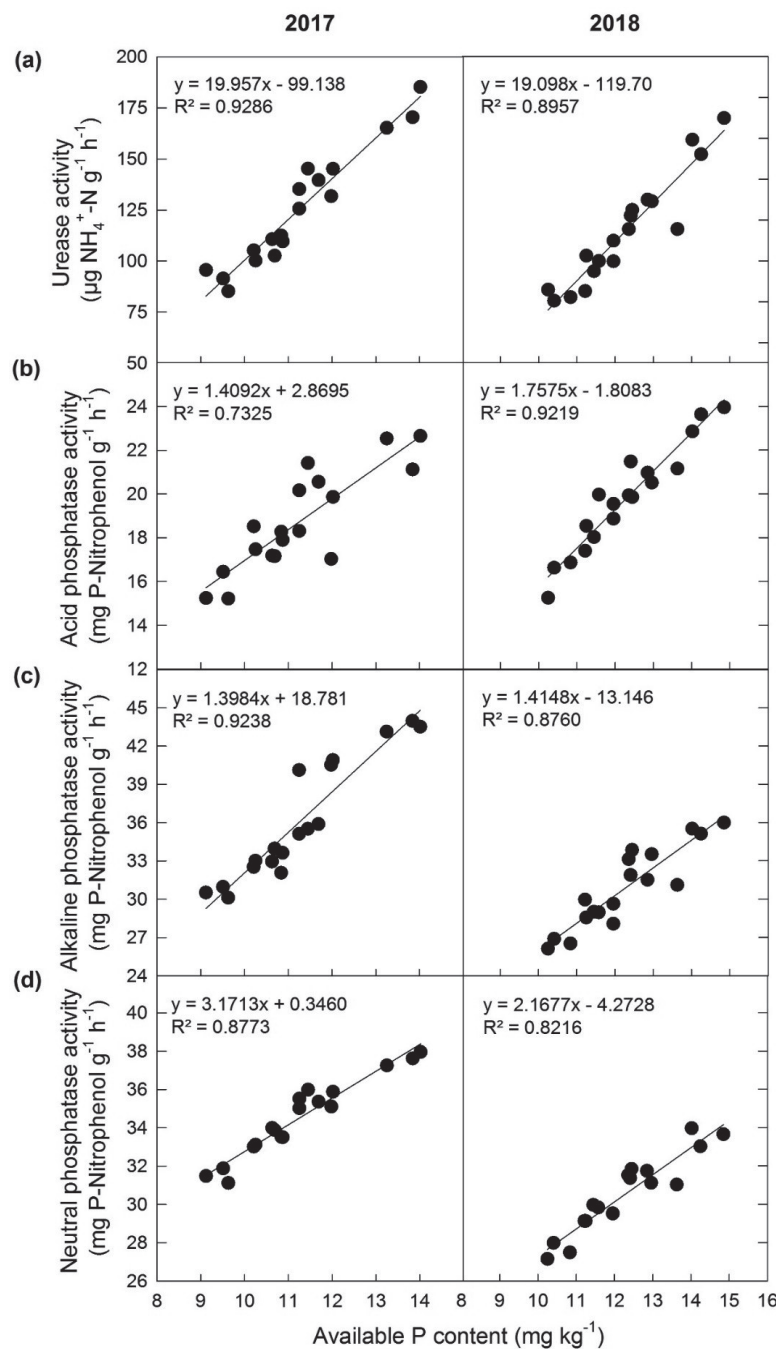 2017
2018
(a)
y = 19.957x - 99.138
R² = 0.9286
y = 19.098x - 119.70
R² = 0.8957
Urease activity
(µg NH₄⁺-N g⁻¹ h⁻¹)
200
175
150
125
100
75
50
(b)
y = 1.4092x + 2.8695
R² = 0.7325
y = 1.7575x - 1.8083
R² = 0.9219
Acid phosphatase activity
(mg P-Nitrophenol g⁻¹ h⁻¹)
24
22
20
18
16
14
12
(c)
y = 1.3984x + 18.781
R² = 0.9238
y = 1.4148x - 13.146
R² = 0.8760
Alkaline phosphatase activity
(mg P-Nitrophenol g⁻¹ h⁻¹)
45
42
39
36
33
30
27
24
(d)
y = 3.1713x + 0.3460
R² = 0.8773
y = 2.1677x - 4.2728
R² = 0.8216
Neutral phosphatase activity
(mg P-Nitrophenol g⁻¹ h⁻¹)
40
38
36
34
32
30
28
26
8 9 10 11 12 13 14 8 9 10 11 12 13 14 15 16
Available P content (mg kg⁻¹)